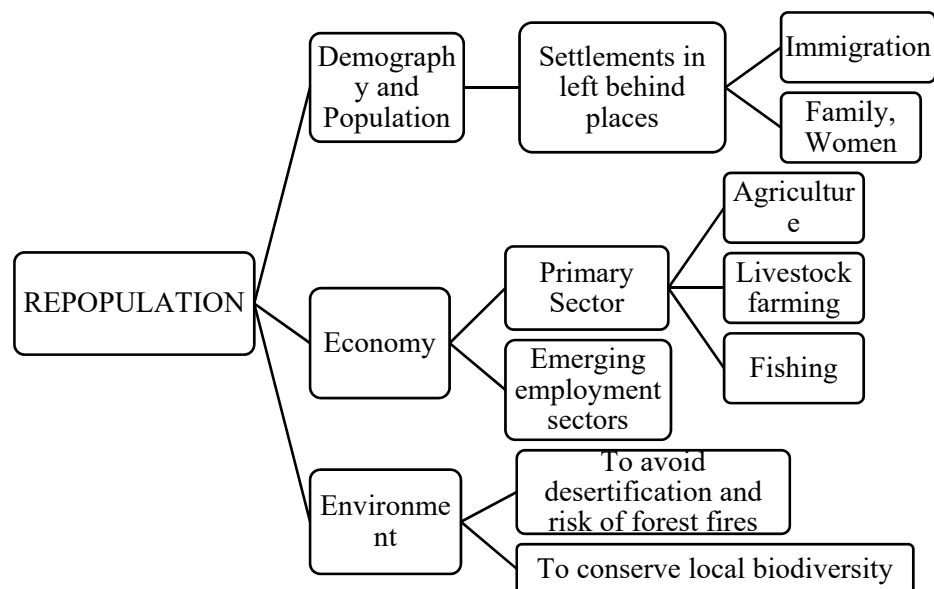 REPOPULATION
Demograph
y and
Population
Settlements in
left behind
places
Immigration
Family,
Women
Economy
Primary
Sector
Agricultur
e
Livestock
farming
Fishing
Emerging
employment
sectors
Environme
nt
To avoid
desertification and
risk of forest fires
To conserve local biodiversity